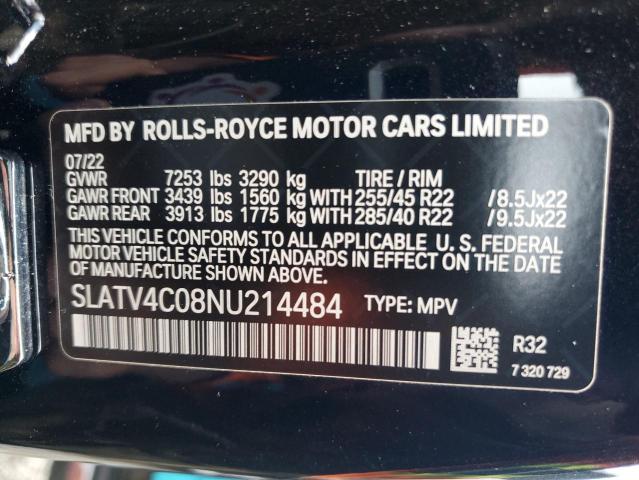 MFD BY ROLLS-ROYCE MOTOR CARS LIMITED
07/22
GVWR 7253 lbs 3290 kg TIRE / RIM
GAWR FRONT 3439 lbs 1560 kg WITH 255/45 R22 /8.5Jx22
GAWR REAR 3913 lbs 1775 kg WITH 285/40 R22 /9.5Jx22
THIS VEHICLE CONFORMS TO ALL APPLICABLE U. S. FEDERAL
MOTOR VEHICLE SAFETY STANDARDS IN EFFECT ON THE DATE
OF MANUFACTURE SHOWN ABOVE.
SLATV4C08NU214484 TYPE: MPV
R32
7 320 729